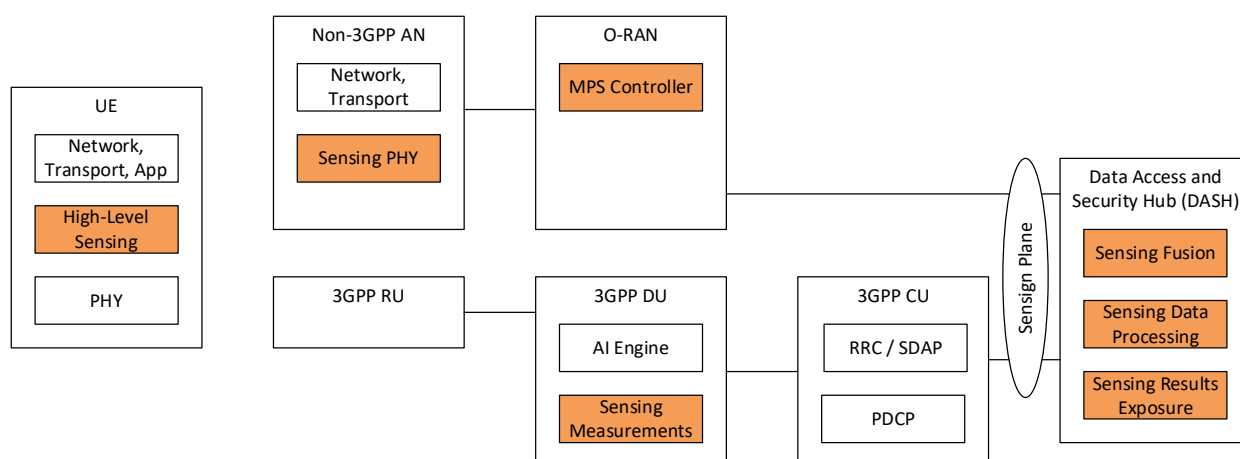 UE
Network,
Transport, App
High-Level
Sensing
PHY
Non-3GPP AN
Network,
Transport
Sensing PHY
O-RAN
MPS Controller
3GPP RU
3GPP DU
AI Engine
Sensing
Measurements
3GPP CU
RRC / SDAP
PDCP
Sensign Plane
Data Access and
Security Hub (DASH)
Sensing Fusion
Sensing Data
Processing
Sensing Results
Exposure